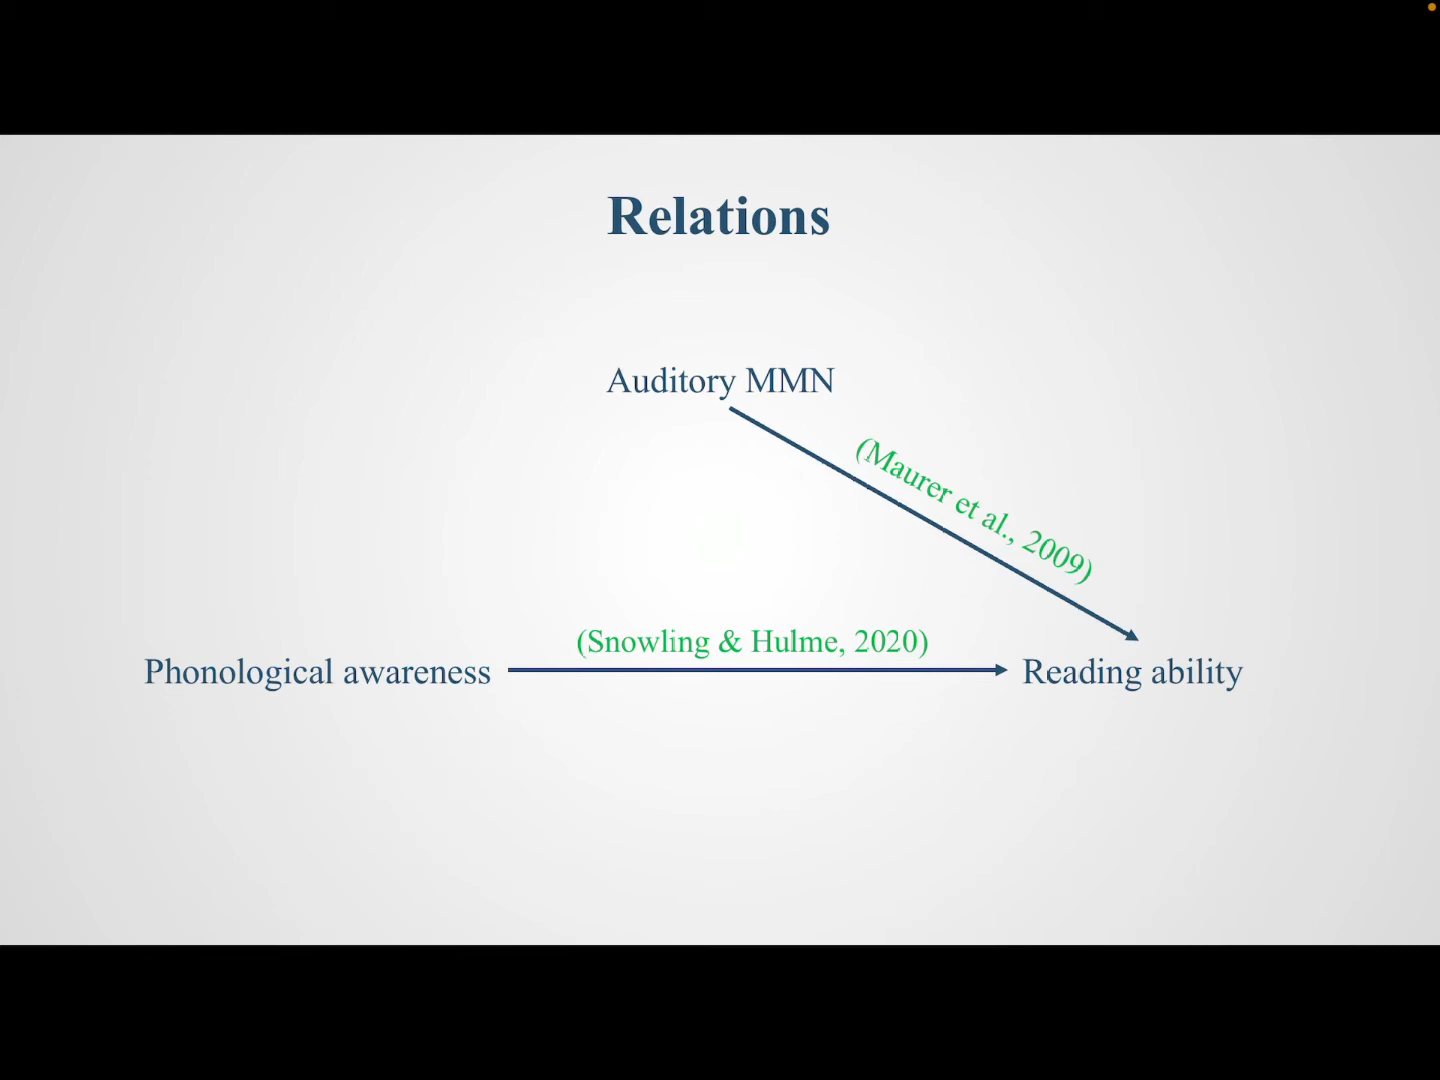 Relations
Auditory MMN
(Maurer et al., 2009)
(Snowling & Hulme, 2020)
Phonological awareness
Reading ability